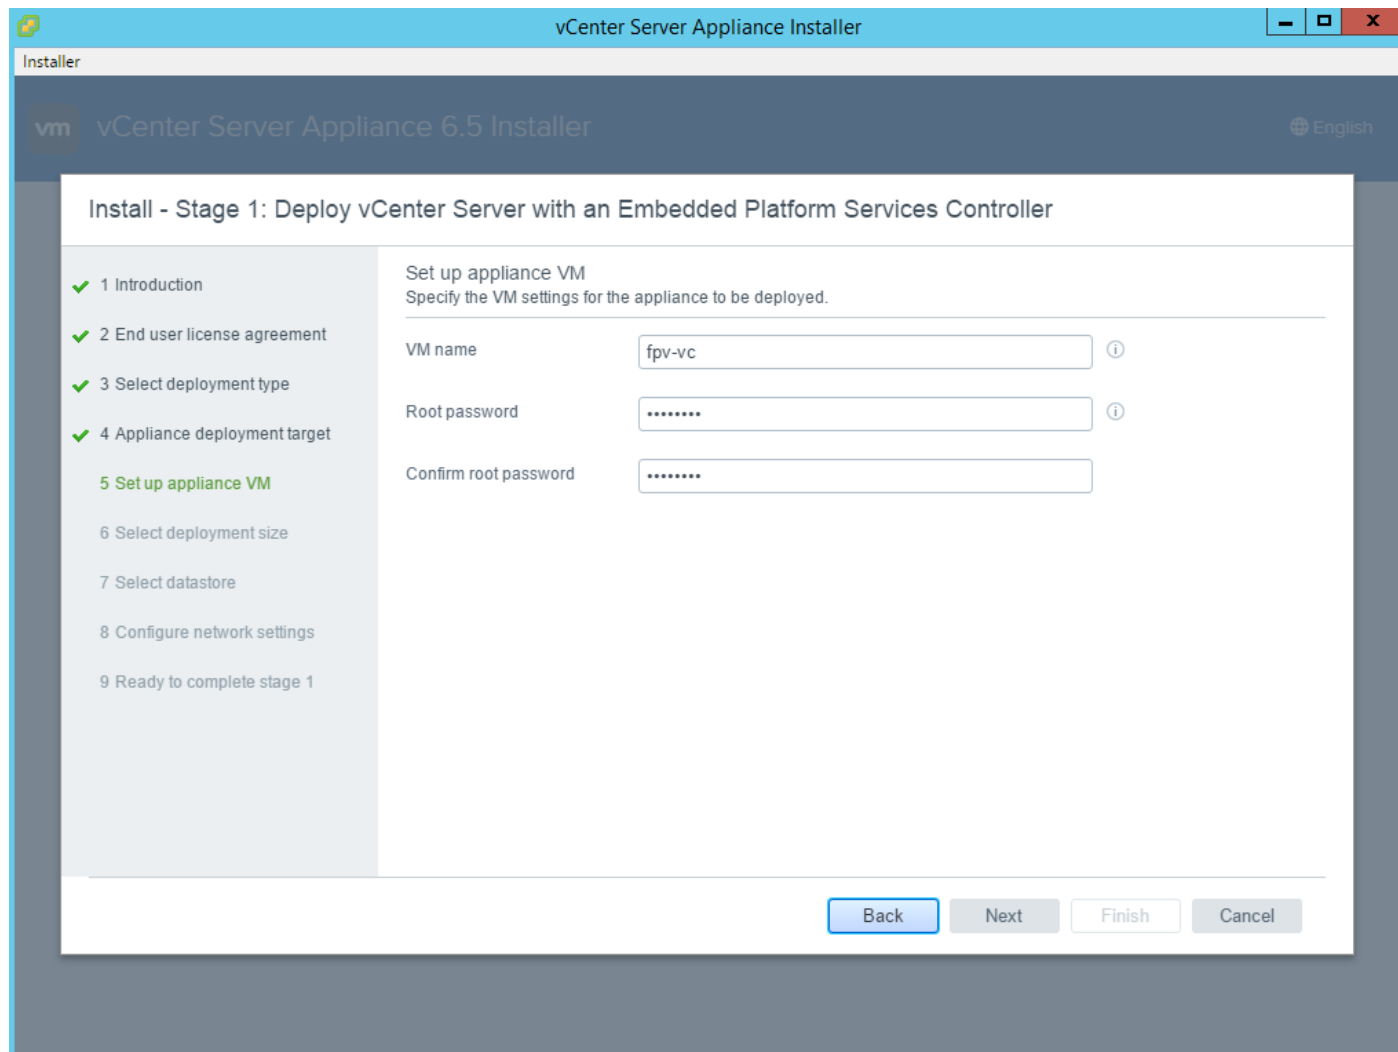 vCenter Server Appliance Installer
Installer
vm vCenter Server Appliance 6.5 Installer
English
Install - Stage 1: Deploy vCenter Server with an Embedded Platform Services Controller
1 Introduction
2 End user license agreement
3 Select deployment type
4 Appliance deployment target
5 Set up appliance VM
6 Select deployment size
7 Select datastore
8 Configure network settings
9 Ready to complete stage 1
Set up appliance VM
Specify the VM settings for the appliance to be deployed.
VM name
fpv-vc
Root password
••••••••
Confirm root password
••••••••
Back
Next
Finish
Cancel